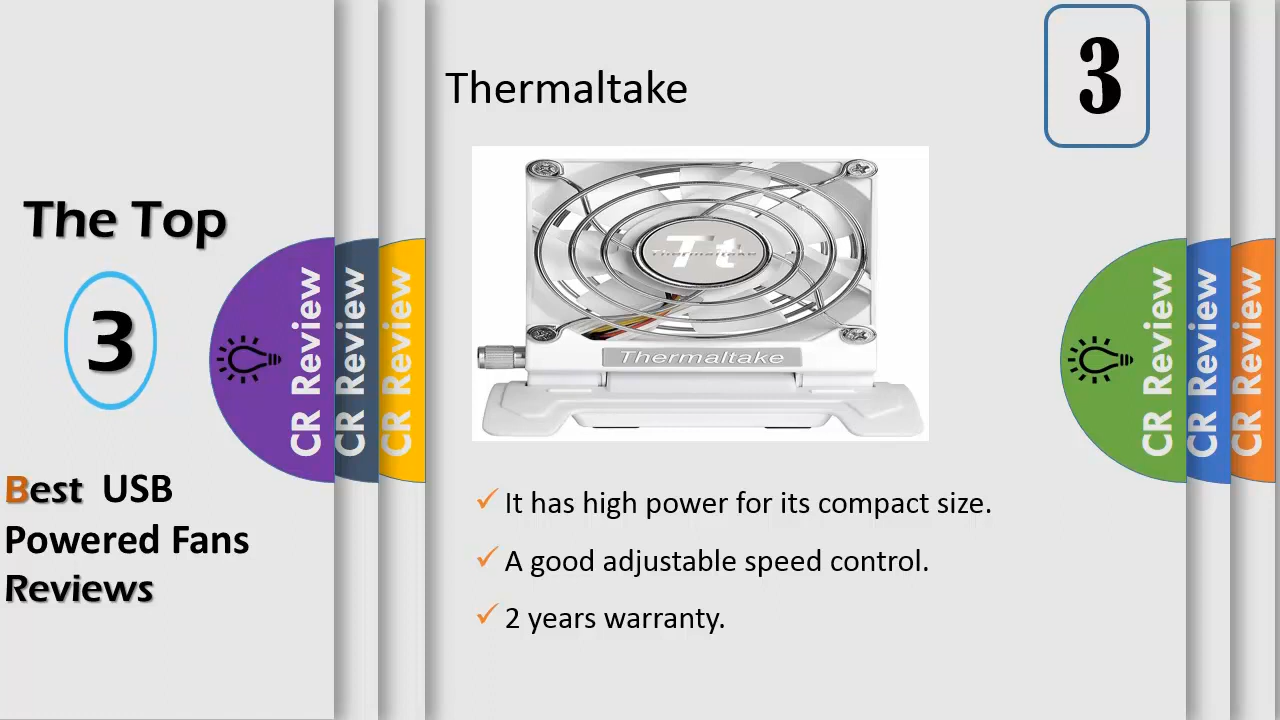 The Top
3
Best USB
Powered Fans
Reviews
CR Review
CR Review
CR Review
Thermaltake
3
Tt
Thermaltake
Thermaltake
It has high power for its compact size.
A good adjustable speed control.
2 years warranty.
CR Review
CR Review
CR Review